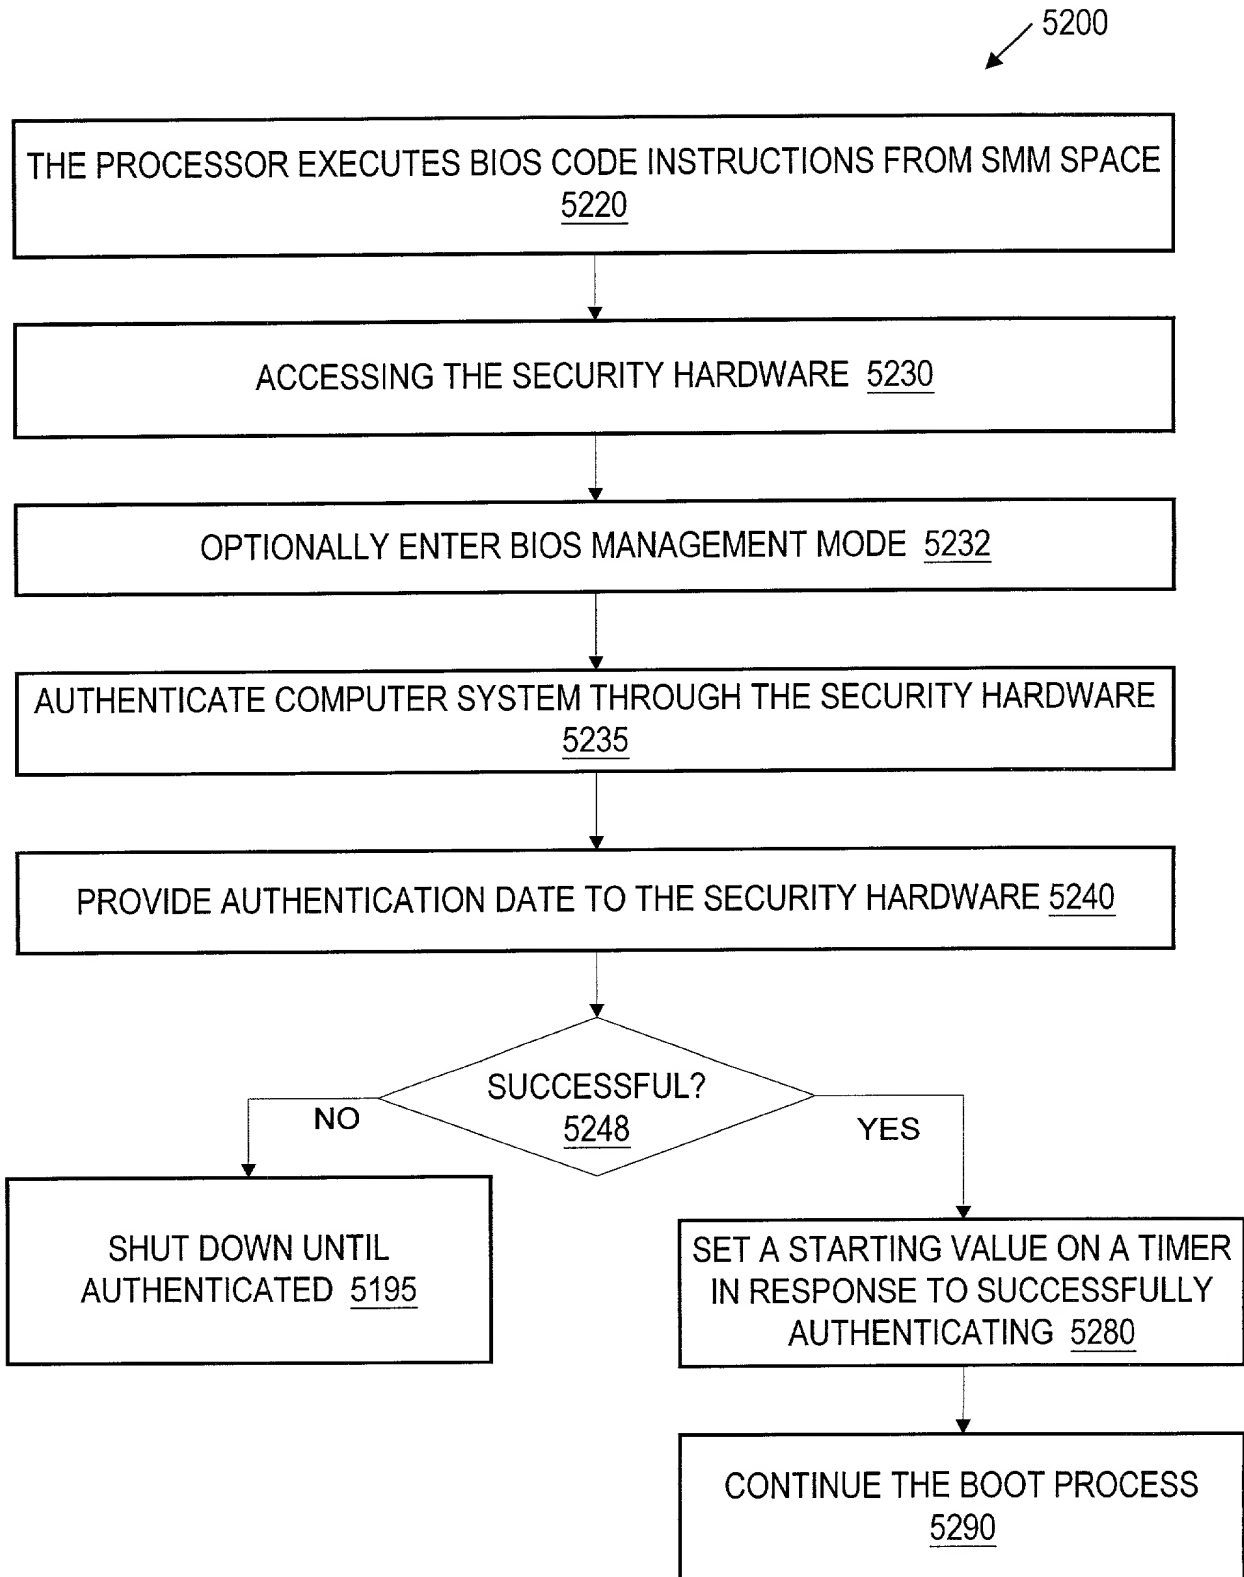 5200
THE PROCESSOR EXECUTES BIOS CODE INSTRUCTIONS FROM SMM SPACE
5220
ACCESSING THE SECURITY HARDWARE 5230
OPTIONALLY ENTER BIOS MANAGEMENT MODE 5232
AUTHENTICATE COMPUTER SYSTEM THROUGH THE SECURITY HARDWARE
5235
PROVIDE AUTHENTICATION DATE TO THE SECURITY HARDWARE 5240
SUCCESSFUL?
5248
NO
YES
SHUT DOWN UNTIL
AUTHENTICATED 5195
SET A STARTING VALUE ON A TIMER
IN RESPONSE TO SUCCESSFULLY
AUTHENTICATING 5280
CONTINUE THE BOOT PROCESS
5290